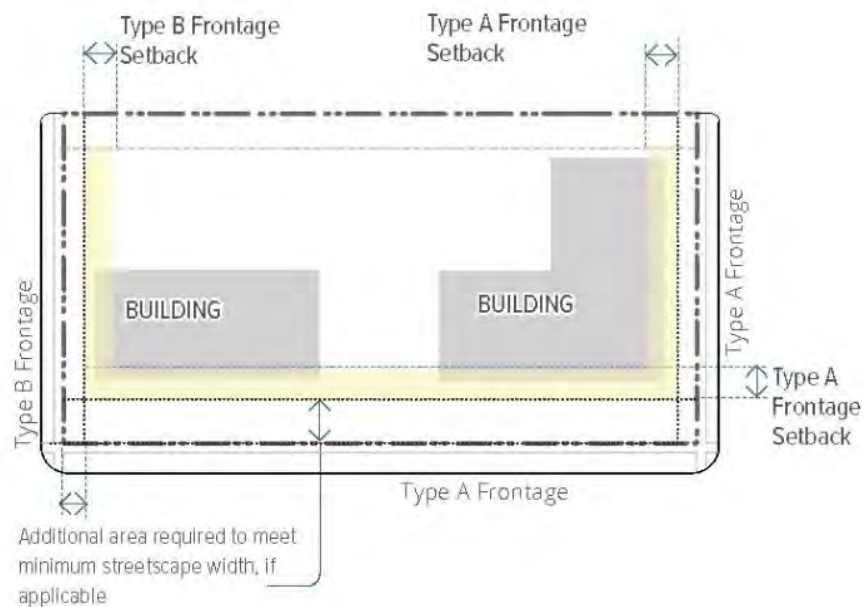 Type B Frontage
Setback
Type A Frontage
Setback
BUILDING
BUILDING
Type B Frontage
Type A Frontage
Type A
Frontage
Setback
Type A Frontage
Additional area required to meet
minimum streetscape width, if
applicable